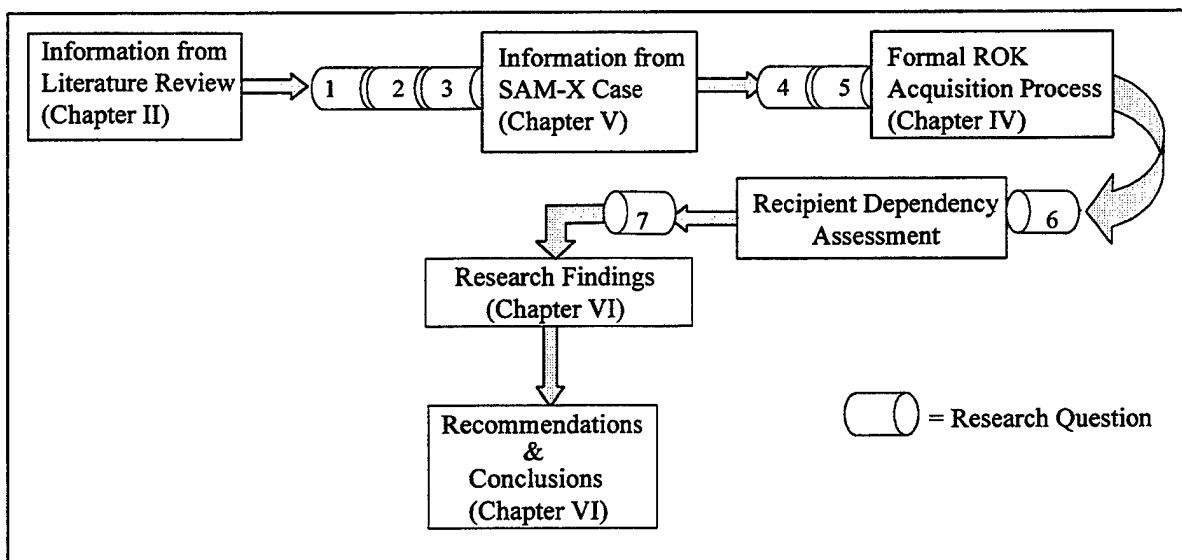 Information from
Literature Review
(Chapter II)
1 2 3
Information from
SAM-X Case
(Chapter V)
4 5
Formal ROK
Acquisition Process
(Chapter IV)
6
Recipient Dependency
Assessment
7
Research Findings
(Chapter VI)
Recommendations
&
Conclusions
(Chapter VI)
= Research Question